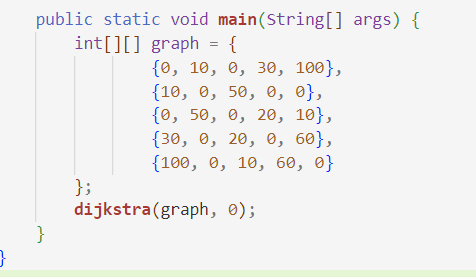 public static void main(String[] args) {
int[][] graph = {
{0, 10, 0, 30, 100},
{10, 0, 50, 0, 0},
{0, 50, 0, 20, 10},
{30, 0, 20, 0, 60},
{100, 0, 10, 60, 0}
};
dijkstra(graph, 0);
}
}